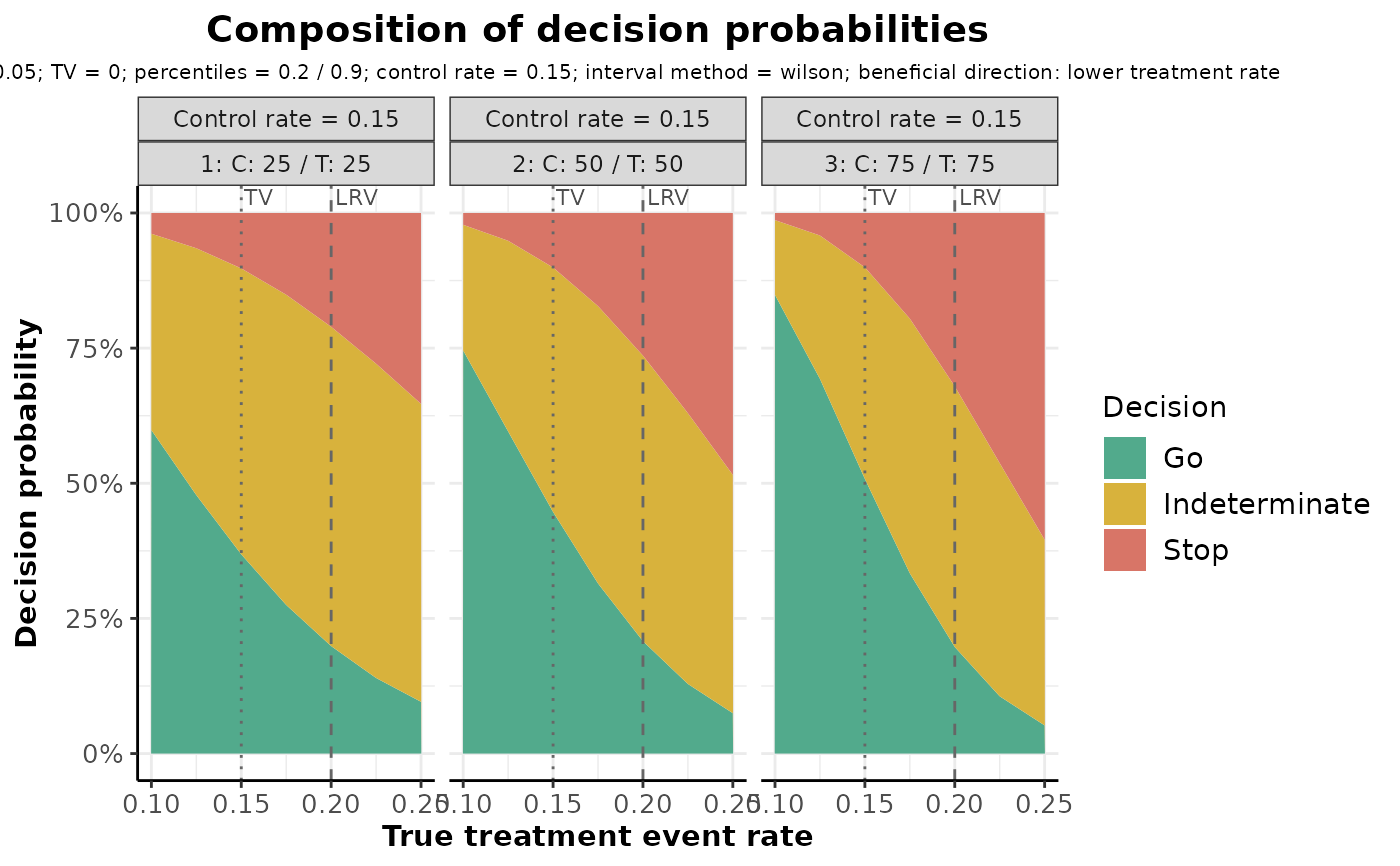 Composition of decision probabilities
0.05; TV = 0; percentiles = 0.2 / 0.9; control rate = 0.15; interval method = wilson; beneficial direction: lower treatment rate
Control rate = 0.15
1: C: 25 / T: 25
Control rate = 0.15
2: C: 50 / T: 50
Control rate = 0.15
3: C: 75 / T: 75
TV LRV
TV LRV
TV LRV
100%
75%
50%
25%
0%
Decision probability
0.10 0.15 0.20 0.25
0.10 0.15 0.20 0.25
0.10 0.15 0.20 0.25
True treatment event rate
Decision
Go
Indeterminate
Stop